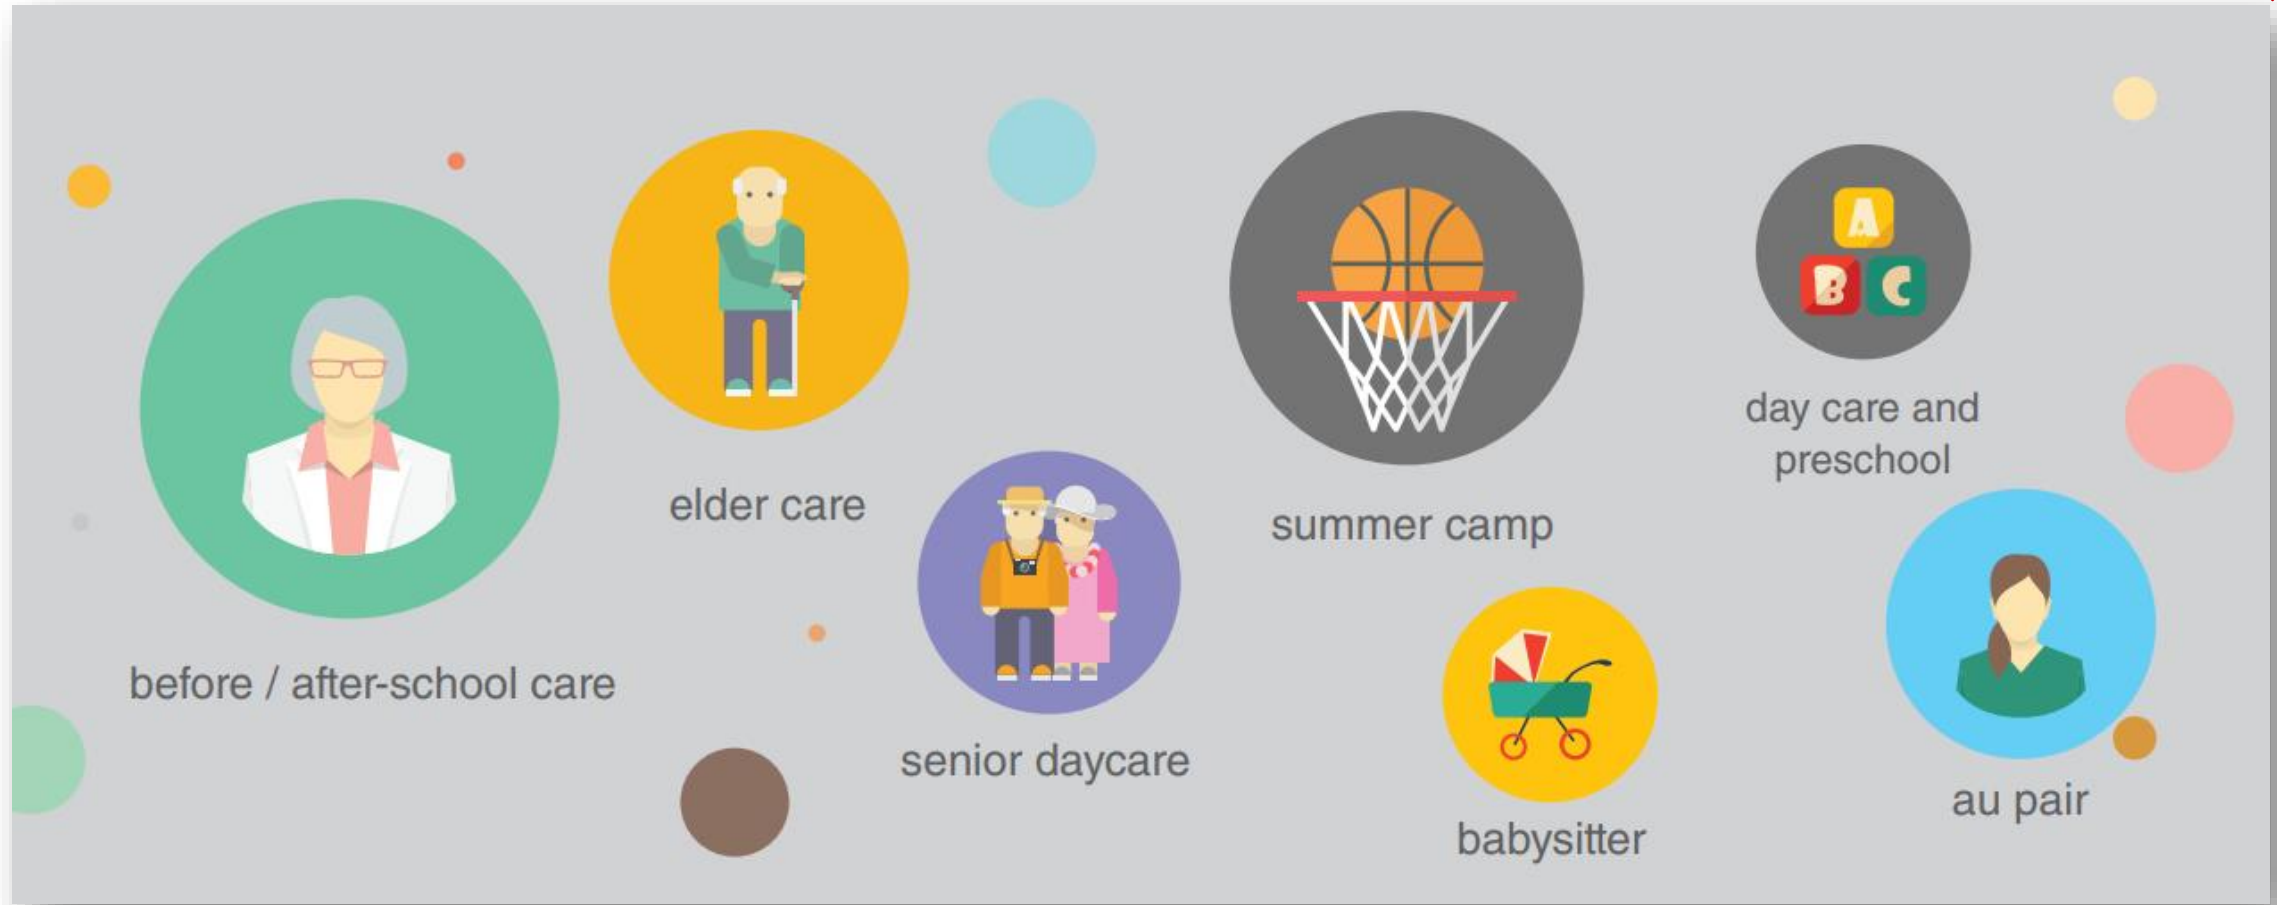 A
B C
before / after-school care
elder care
senior daycare
summer camp
day care and
preschool
babysitter
au pair